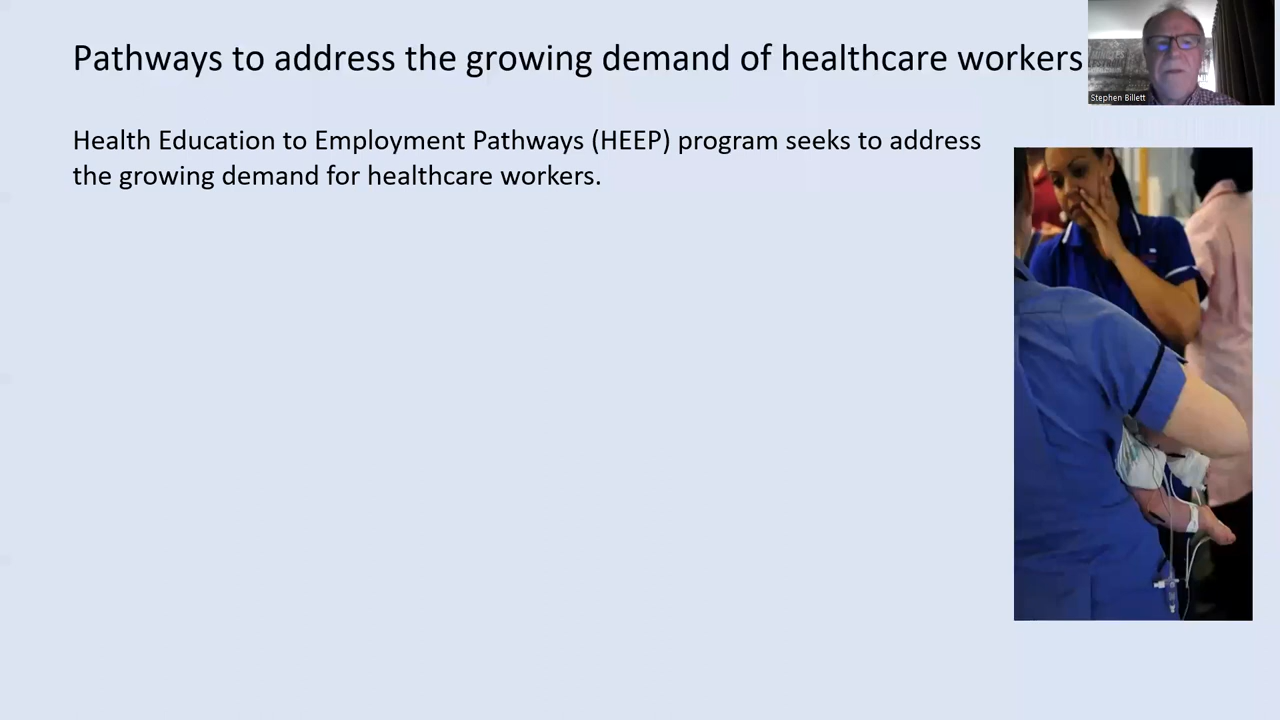 Pathways to address the growing demand of healthcare workers
Stephen Billett
Health Education to Employment Pathways (HEEP) program seeks to address
the growing demand for healthcare workers.